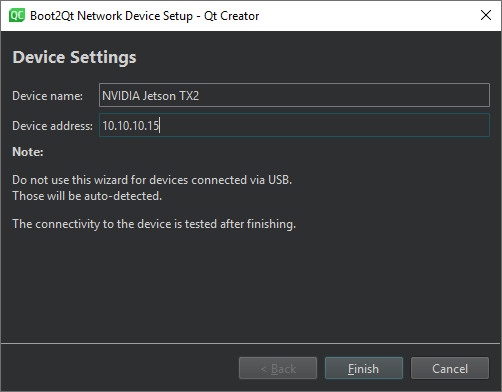 QC Boot2Qt Network Device Setup - Qt Creator
Device Settings
Device name: NVIDIA Jetson TX2
Device address: 10.10.10.15
Note:
Do not use this wizard for devices connected via USB.
Those will be auto-detected.
The connectivity to the device is tested after finishing.
< Back Finish Cancel